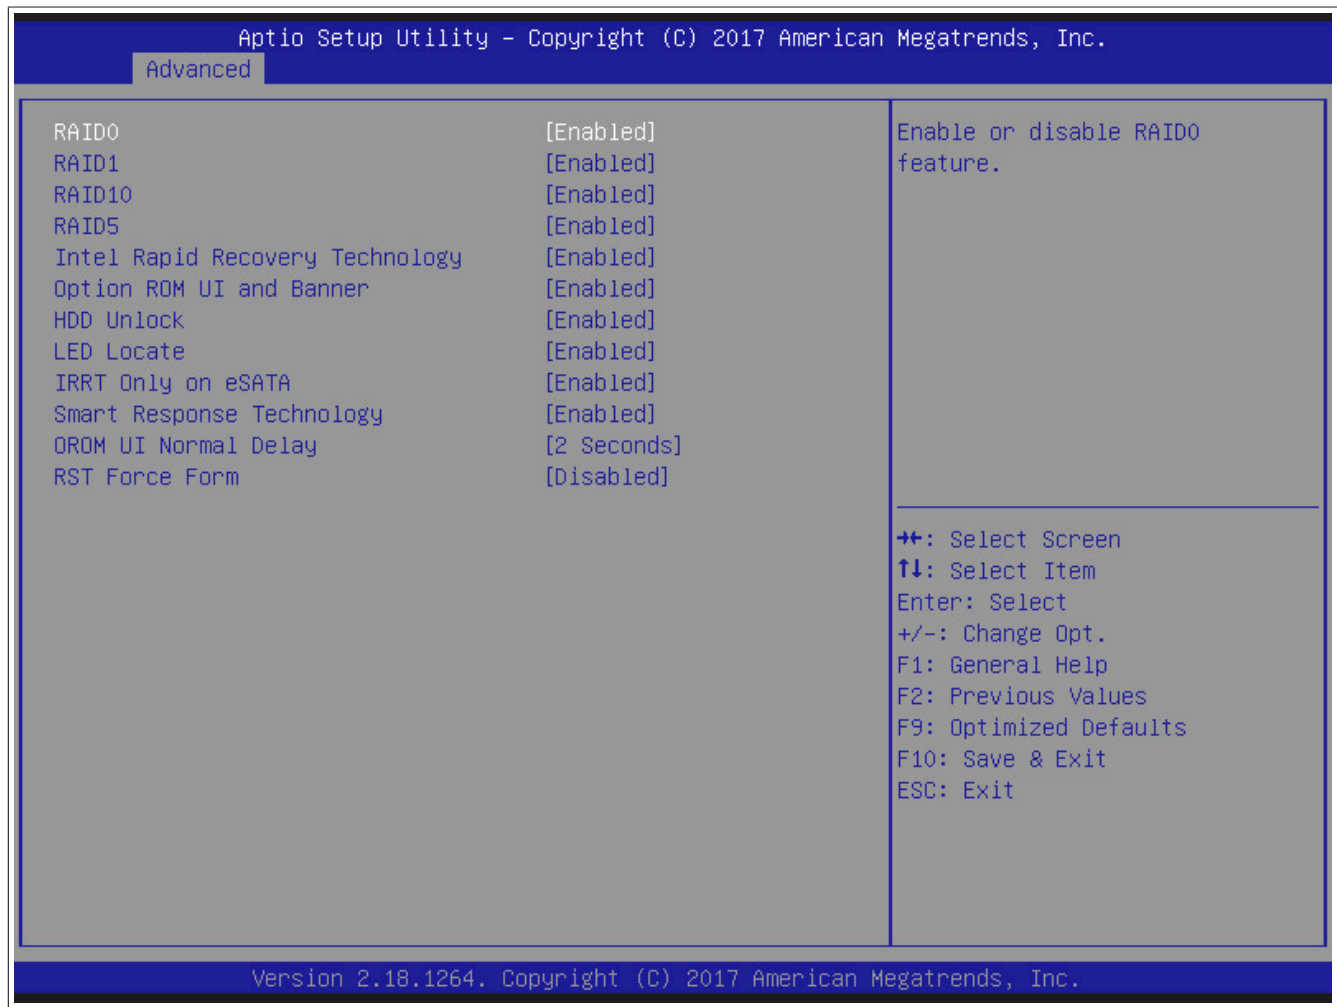 Aptio Setup Utility – Copyright (C) 2017 American Megatrends, Inc.
Advanced
RAID0 [Enabled]
RAID1 [Enabled]
RAID10 [Enabled]
RAID5 [Enabled]
Intel Rapid Recovery Technology [Enabled]
Option ROM UI and Banner [Enabled]
HDD Unlock [Enabled]
LED Locate [Enabled]
IRRT Only on eSATA [Enabled]
Smart Response Technology [Enabled]
OROM UI Normal Delay [2 Seconds]
RST Force Form [Disabled]
Enable or disable RAID0
feature.
→←: Select Screen
↑↓: Select Item
Enter: Select
+/-: Change Opt.
F1: General Help
F2: Previous Values
F9: Optimized Defaults
F10: Save & Exit
ESC: Exit
Version 2.18.1264. Copyright (C) 2017 American Megatrends, Inc.